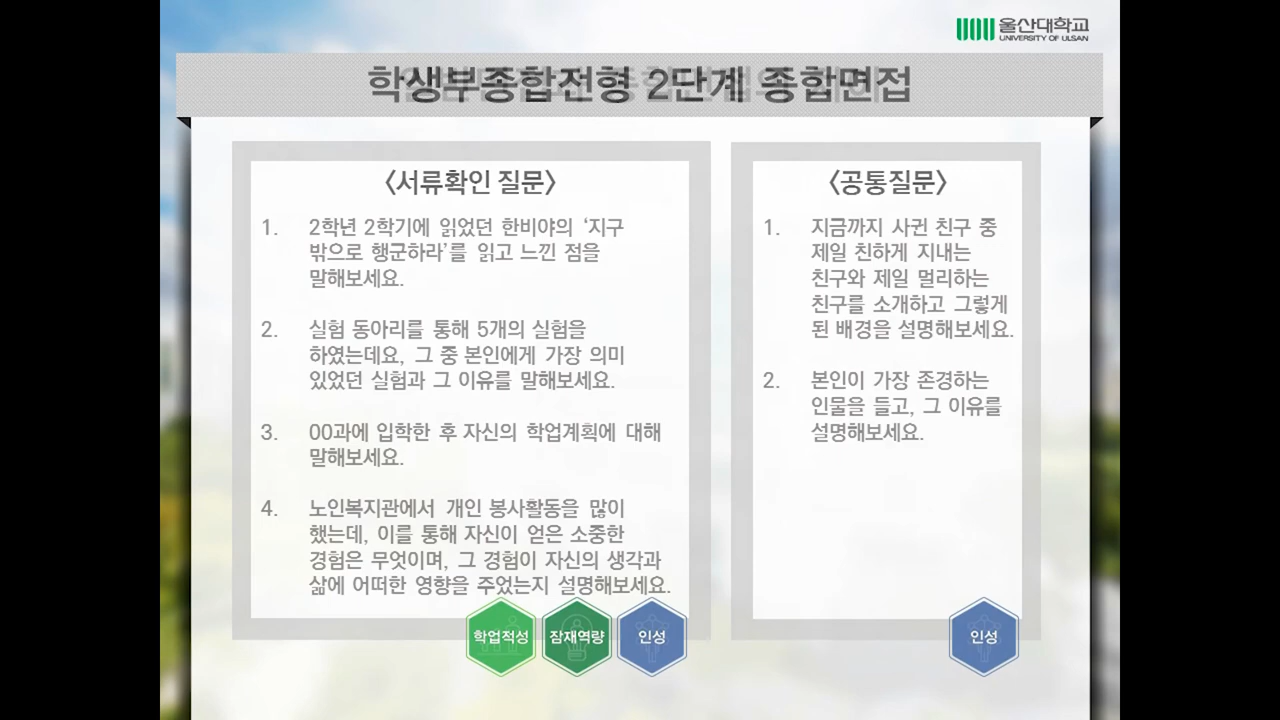 울산대학교
UNIVERSITY OF ULSAN
학생부종합전형 2단계 종합면접
<서류확인 질문>
1. 2학년 2학기에 읽었던 한비야의 ‘지구
밖으로 행군하라’를 읽고 느낀 점을
말해보세요.
2. 실험 동아리를 통해 5개의 실험을
하였는데요, 그 중 본인에게 가장 의미
있었던 실험과 그 이유를 말해보세요.
3. 00과에 입학한 후 자신의 학업계획에 대해
말해보세요.
4. 노인복지관에서 개인 봉사활동을 많이
했는데, 이를 통해 자신이 얻은 소중한
경험은 무엇이며, 그 경험이 자신의 생각과
삶에 어떠한 영향을 주었는지 설명해보세요.
학업적성
잠재역량
인성
<공통질문>
1. 지금까지 사귄 친구 중
제일 친하게 지내는
친구와 제일 멀리하는
친구를 소개하고 그렇게
된 배경을 설명해보세요.
2. 본인이 가장 존경하는
인물을 들고, 그 이유를
설명해보세요.
인성